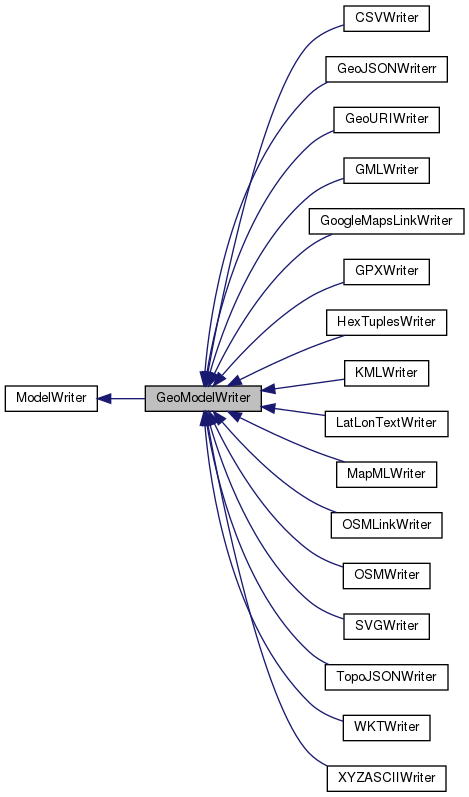 CSVWriter
GeoJSONWriterr
GeoURIWriter
GMLWriter
GoogleMapsLinkWriter
GPXWriter
HexTuplesWriter
KMLWriter
ModelWriter
GeoModelWriter
LatLonTextWriter
MapMLWriter
OSMLinkWriter
OSMWriter
SVGWriter
TopoJSONWriter
WKTWriter
XYZASCIIWriter